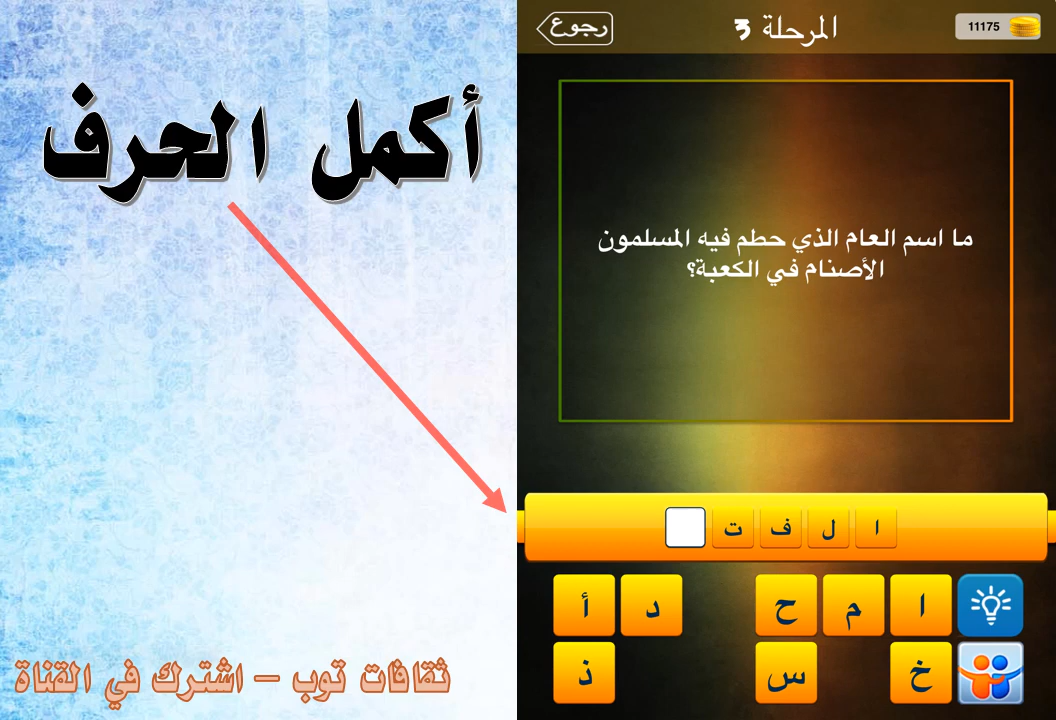 أكمل الحرف
ثقافات توب – اشترك في القناة
رجوع
المرحلة 3
11175
ما اسم العام الذي حطم فيه المسلمون
الأصنام في الكعبة؟
ا ل ف ت
ا م ح د أ
خ س ذ